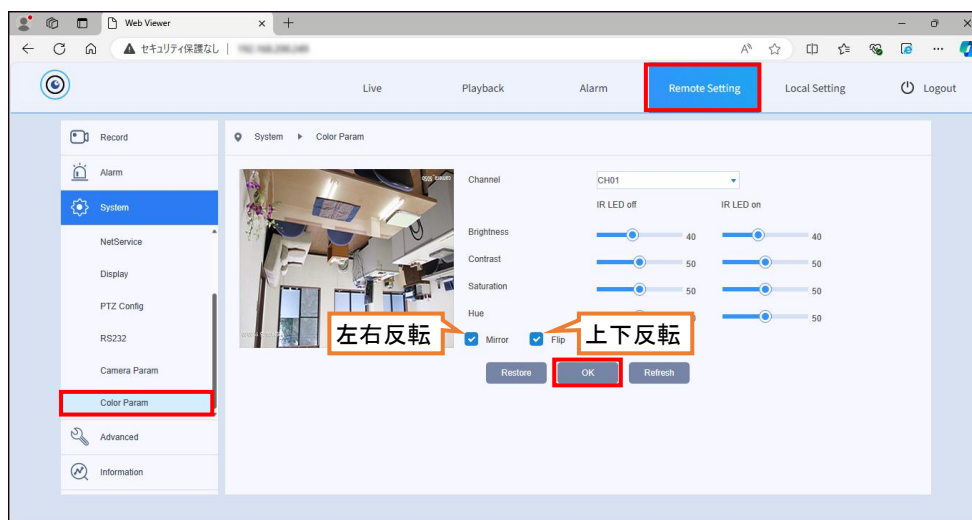 Web Viewer
セキュリティ保護なし
Live Playback Alarm Remote Setting Local Setting Logout
Record
System Color Param
Alarm
System
NetService
Display
PTZ Config
RS232
Camera Param
Color Param
Advanced
Information
Channel CH01
IR LED off IR LED on
Brightness 40 40
Contrast 50 50
Saturation 50 50
Hue 50
左右反転 Mirror Flip 上下反転
Restore OK Refresh